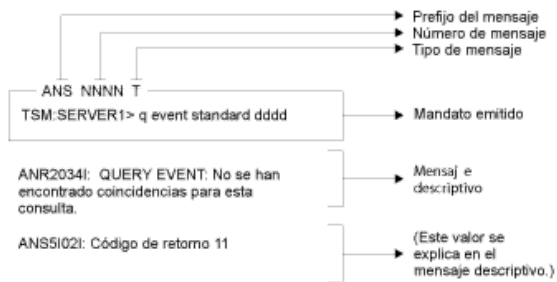 Prefijo del mensaje
Número de mensaje
Tipo de mensaje
ANS NNNN T
TSM:SERVER1> q event standard dddd
Mandato emitido
ANR2034I: QUERY EVENT: No se han
encontrado coincidencias para esta
consulta.
Mensaj e
descriptivo
ANS5I02I: Código de retorno 11
(Este valor se
explica en el
mensaje descriptivo.)